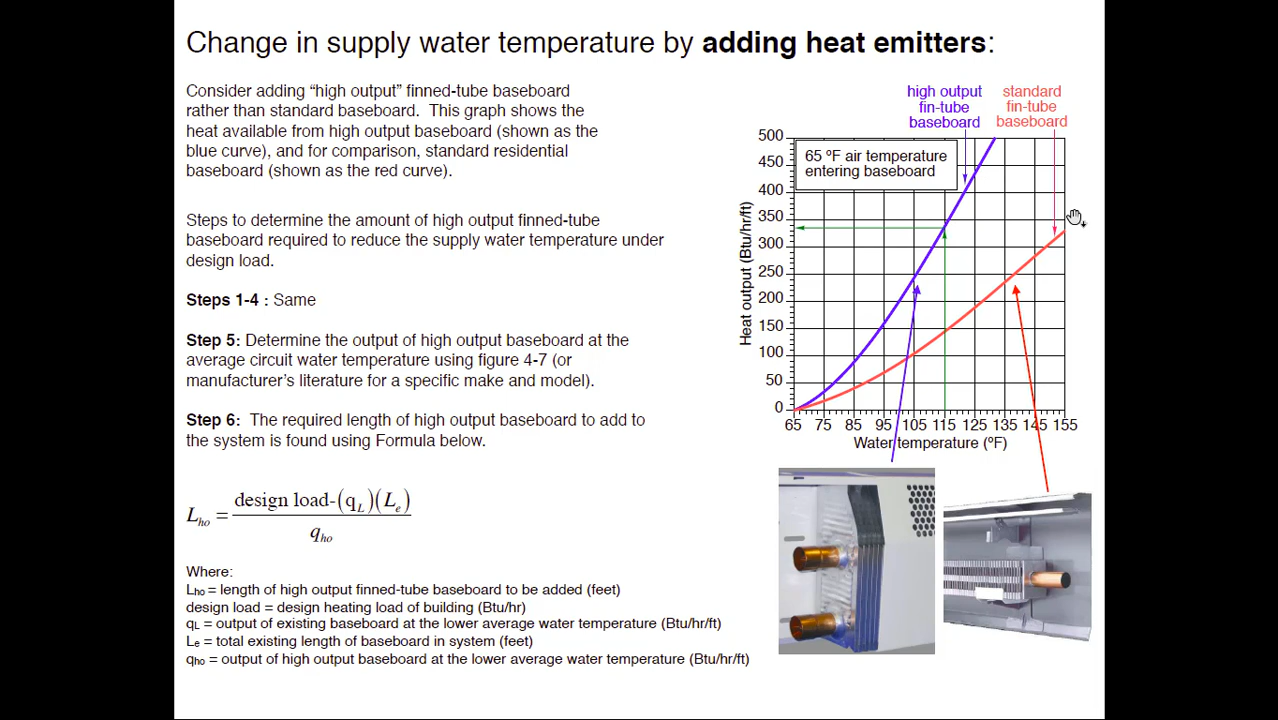 Change in supply water temperature by adding heat emitters:
Consider adding “high output” finned-tube baseboard
rather than standard baseboard. This graph shows the
heat available from high output baseboard (shown as the
blue curve), and for comparison, standard residential
baseboard (shown as the red curve).
Steps to determine the amount of high output finned-tube
baseboard required to reduce the supply water temperature under
design load.
Steps 1-4 : Same
Step 5: Determine the output of high output baseboard at the
average circuit water temperature using figure 4-7 (or
manufacturer’s literature for a specific make and model).
Step 6: The required length of high output baseboard to add to
the system is found using Formula below.
L_ho = (design load-(q_L)(L_e)) / q_ho
Where:
Lho = length of high output finned-tube baseboard to be added (feet)
design load = design heating load of building (Btu/hr)
qL = output of existing baseboard at the lower average water temperature (Btu/hr/ft)
Le = total existing length of baseboard in system (feet)
qho = output of high output baseboard at the lower average water temperature (Btu/hr/ft)
high output
fin-tube
baseboard
standard
fin-tube
baseboard
65 ºF air temperature
entering baseboard
Heat output (Btu/hr/ft)
500
450
400
350
300
250
200
150
100
50
0
65 75 85 95 105 115 125 135 145 155
Water temperature (ºF)